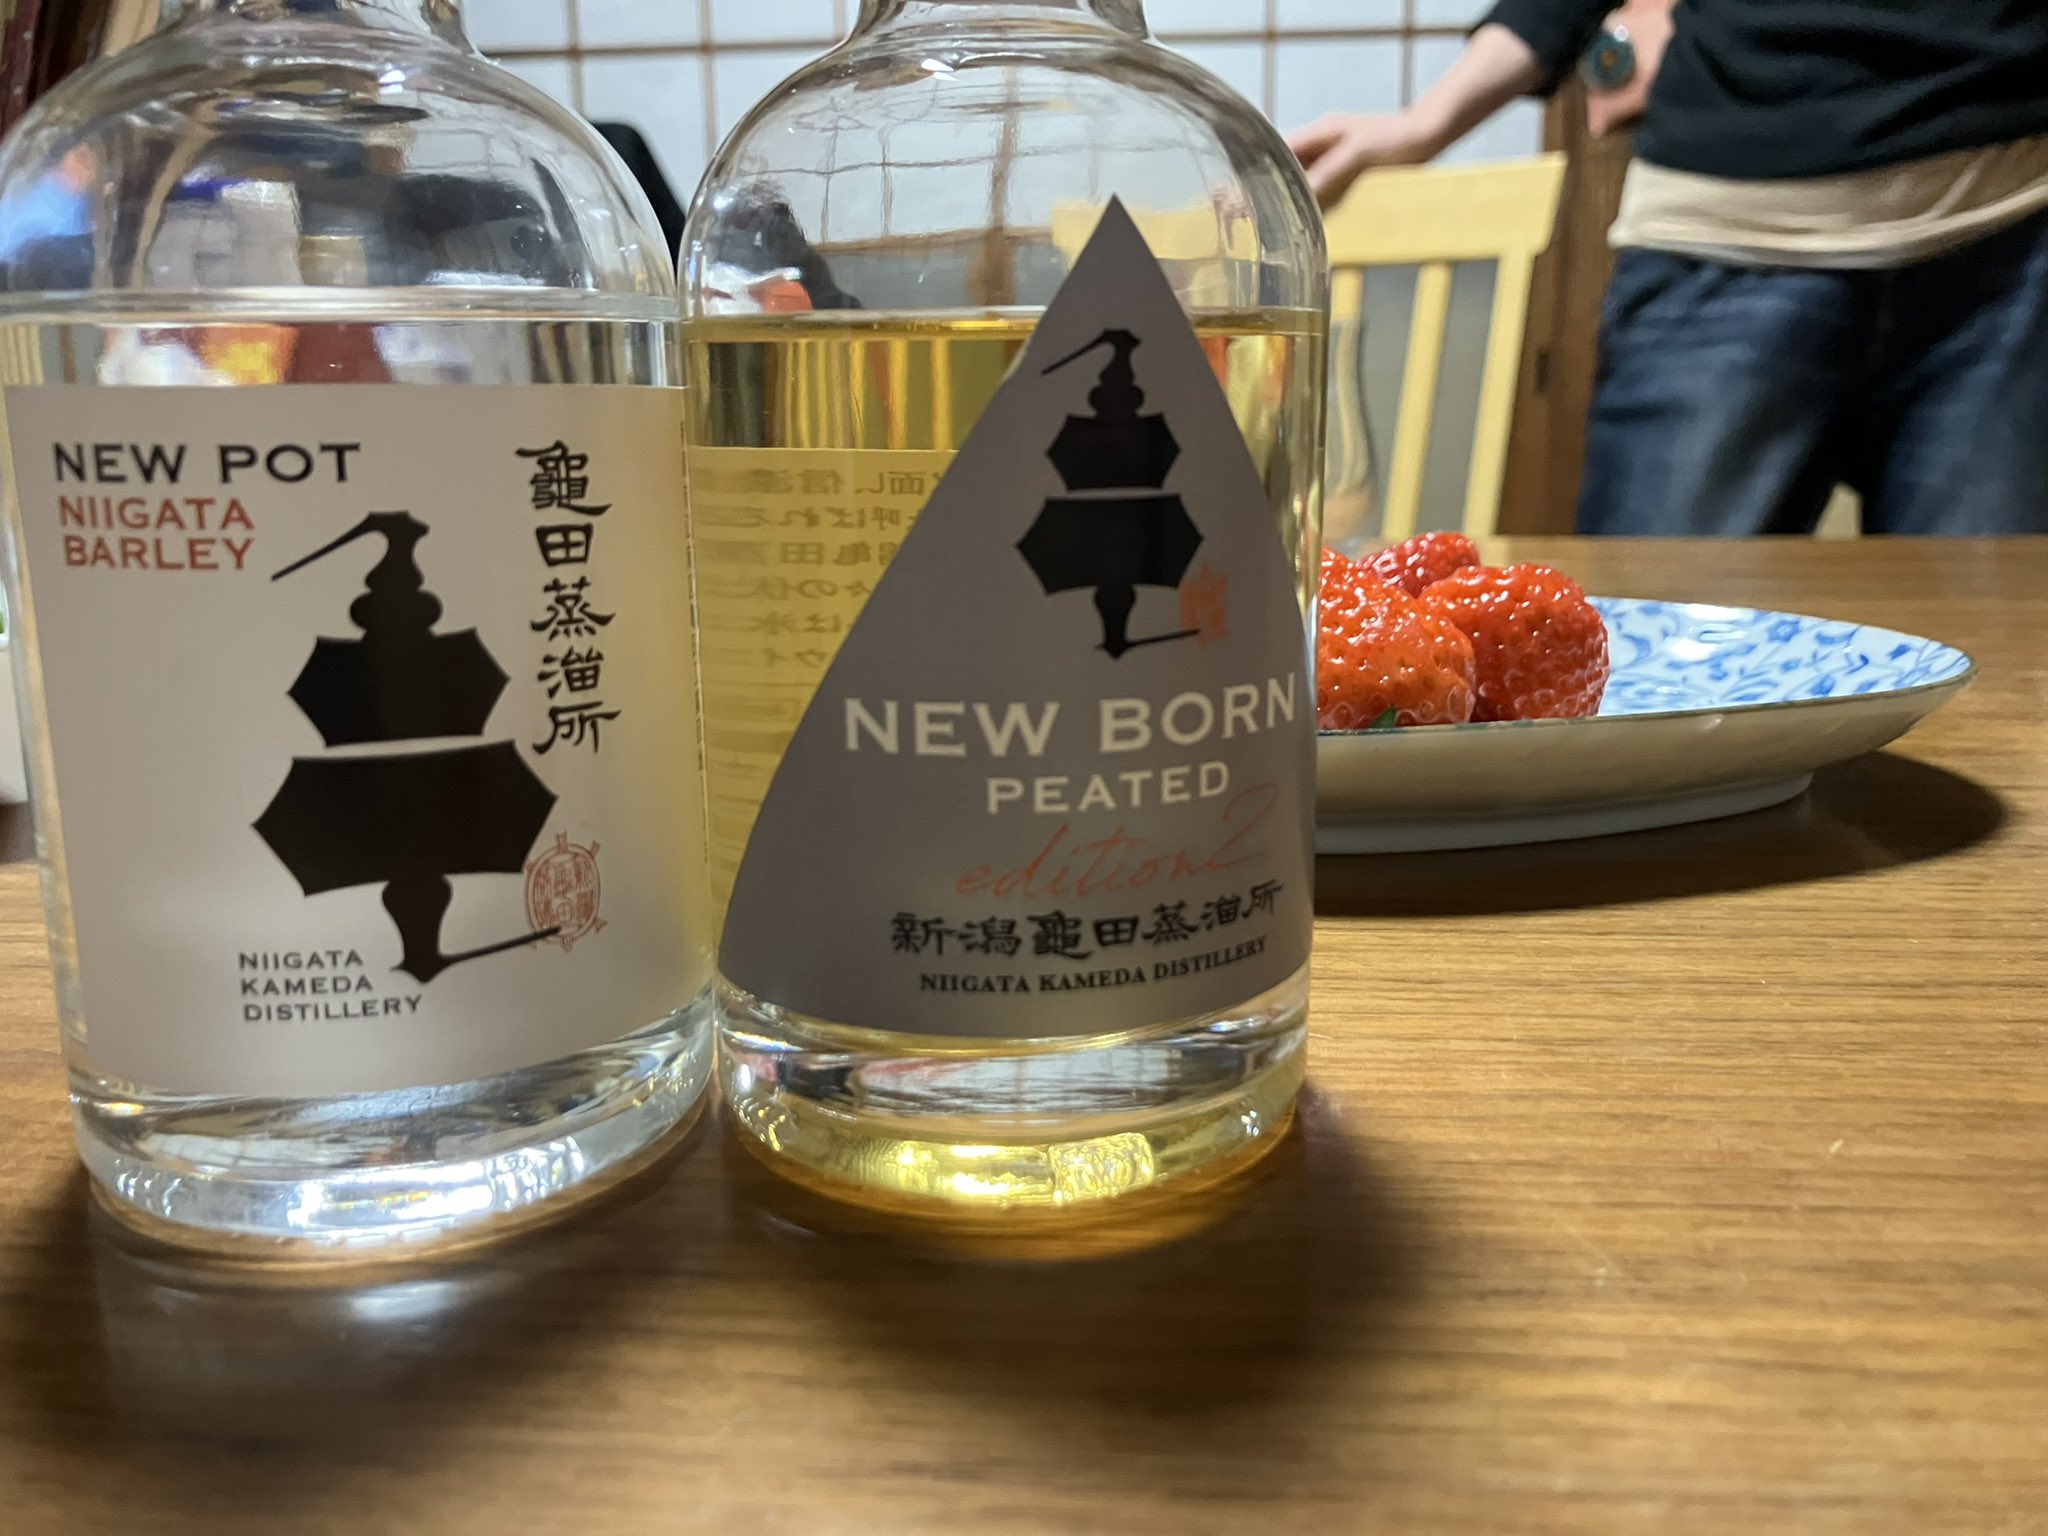 NEW POT
NIIGATA
BARLEY
亀田蒸溜所
NIIGATA
KAMEDA
DISTILLERY
NEW BORN
PEATED
edition2
新潟亀田蒸溜所
NIIGATA KAMEDA DISTILLERY